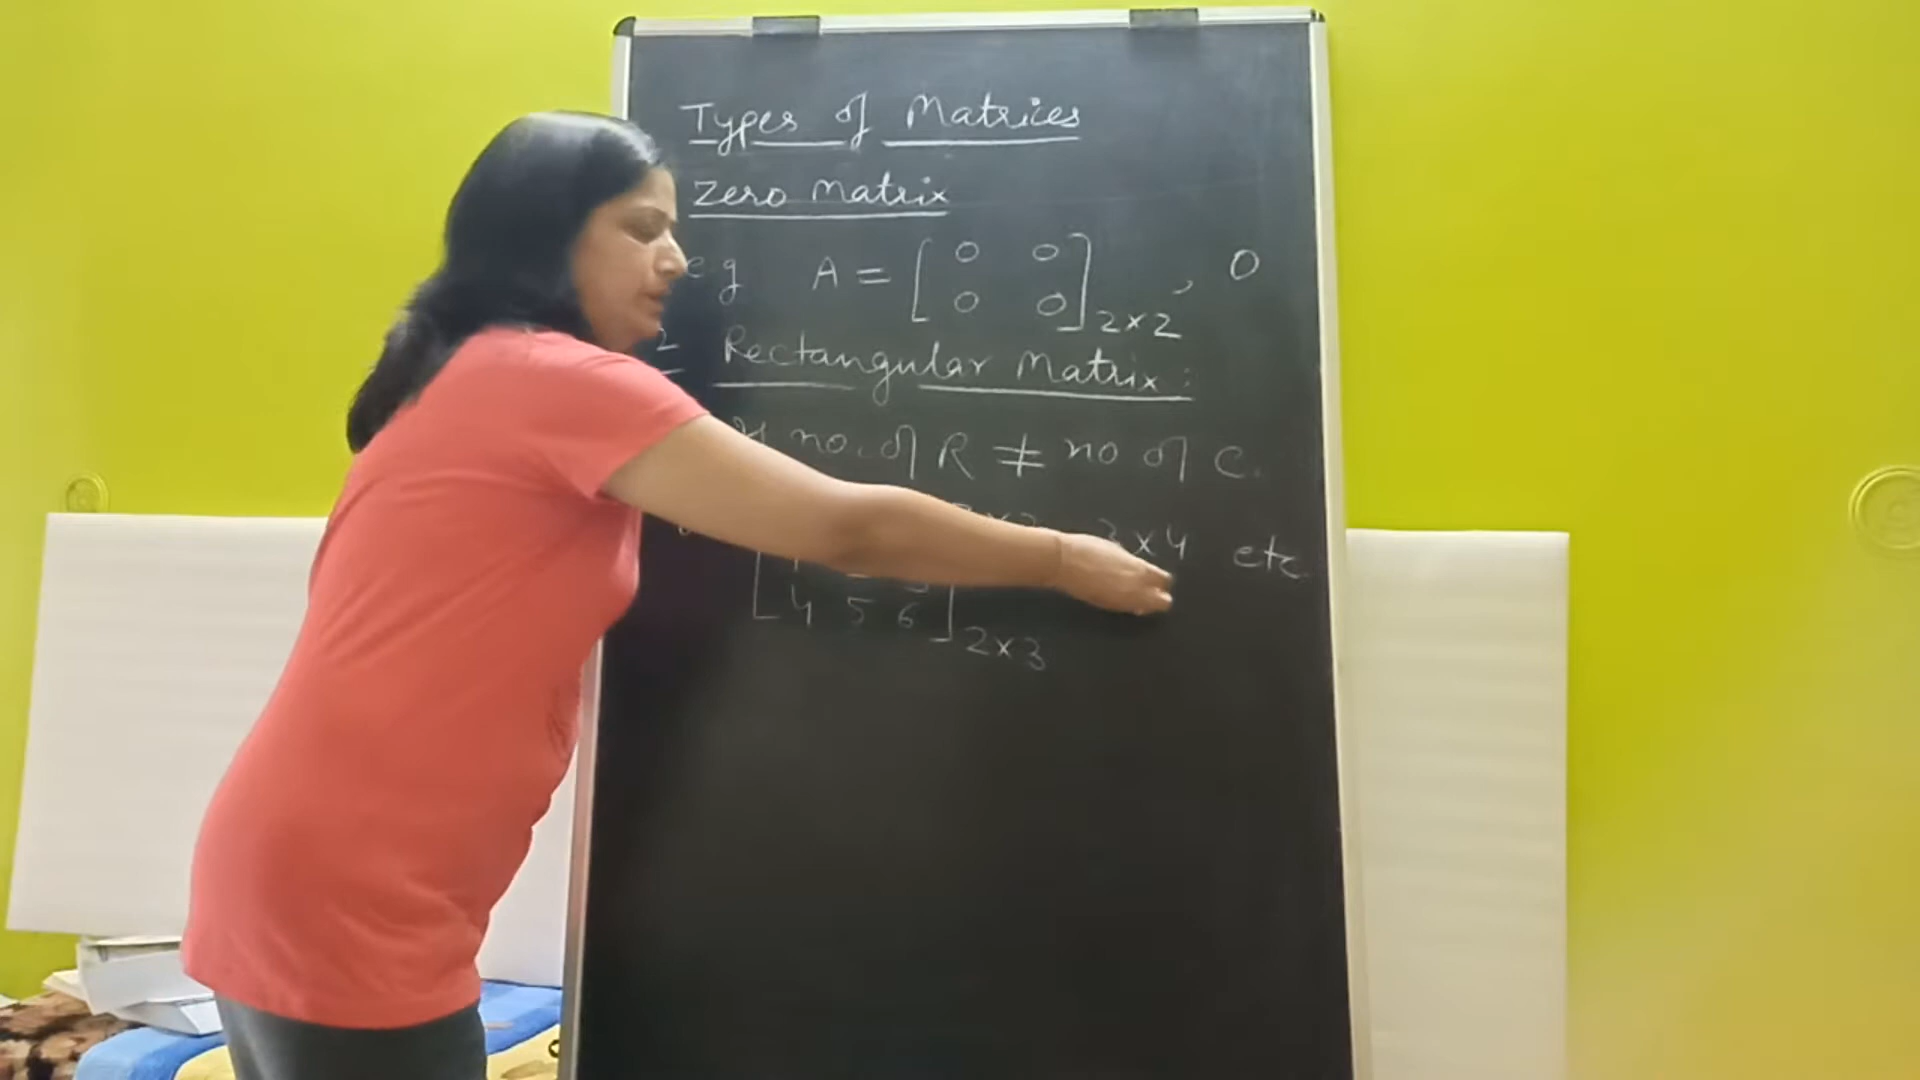 Types of Matrices
Zero Matrix
eg A = [ 0 0
0 0 ] 2×2, 0
2 Rectangular Matrix:
no. of R ≠ no of C.
3×4 etc
4 5 6 ] 2×3